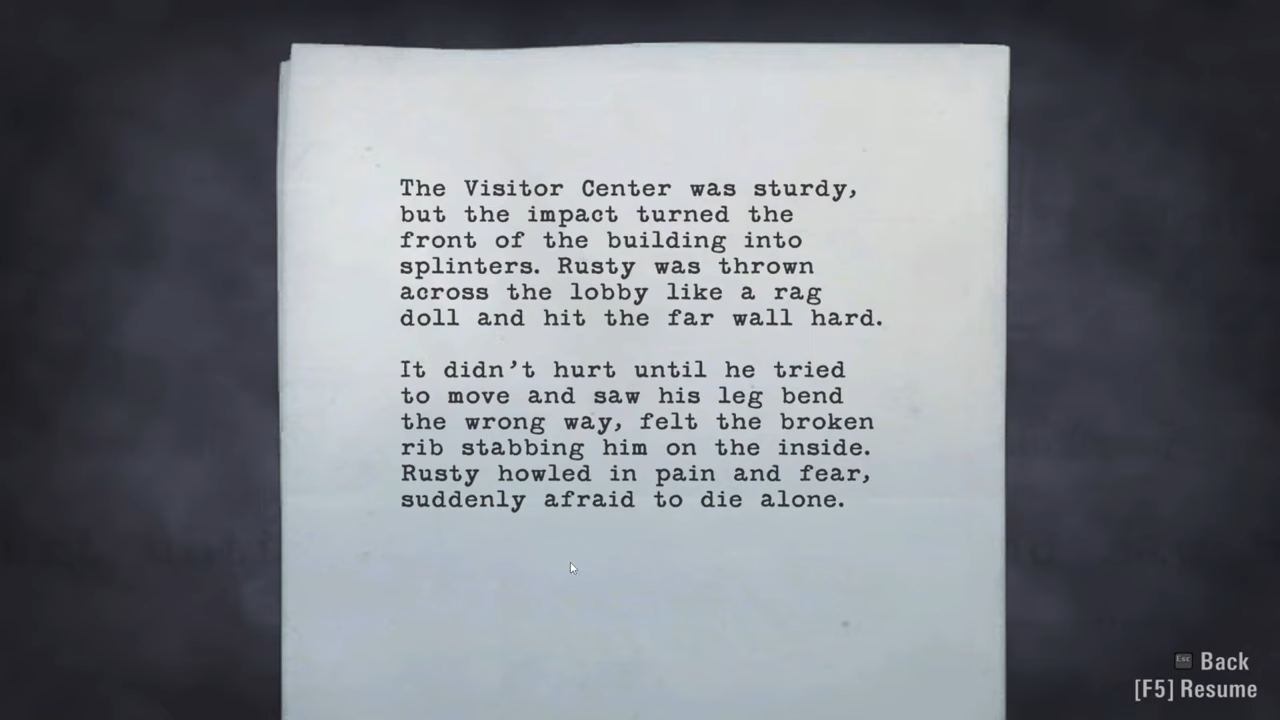 The Visitor Center was sturdy,
but the impact turned the
front of the building into
splinters. Rusty was thrown
across the lobby like a rag
doll and hit the far wall hard.
It didn't hurt until he tried
to move and saw his leg bend
the wrong way, felt the broken
rib stabbing him on the inside.
Rusty howled in pain and fear,
suddenly afraid to die alone.
Esc Back
[F5] Resume